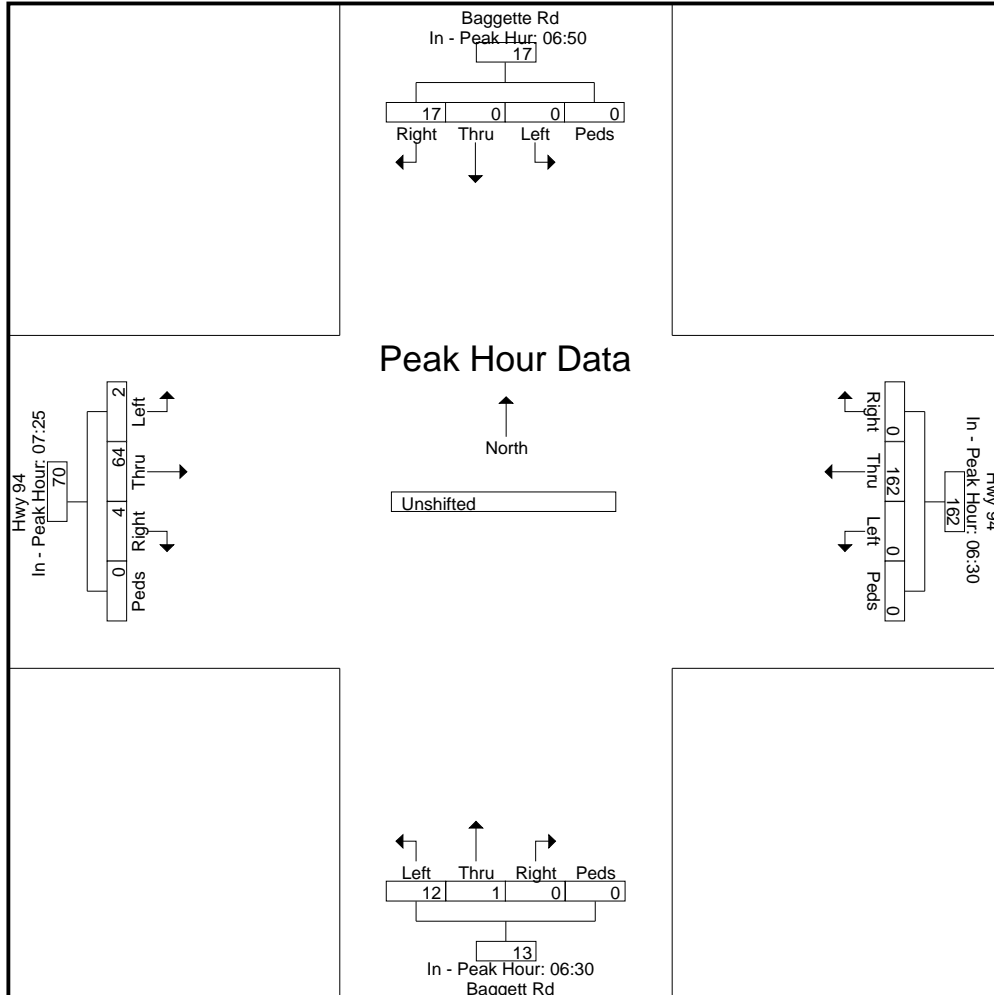 Baggette Rd
In - Peak Hur: 06:50
17
17 0 0 0
Right Thru Left Peds
Peak Hour Data
North
Unshifted
Hwy 94
In - Peak Hour: 07:25
70
2 64 4 0
Left Thru Right Peds
Right Thru Left Peds
0 162 0 0
162
In - Peak Hour: 06:30
Hwy 94
Left Thru Right Peds
12 1 0 0
13
In - Peak Hour: 06:30
Baggett Rd